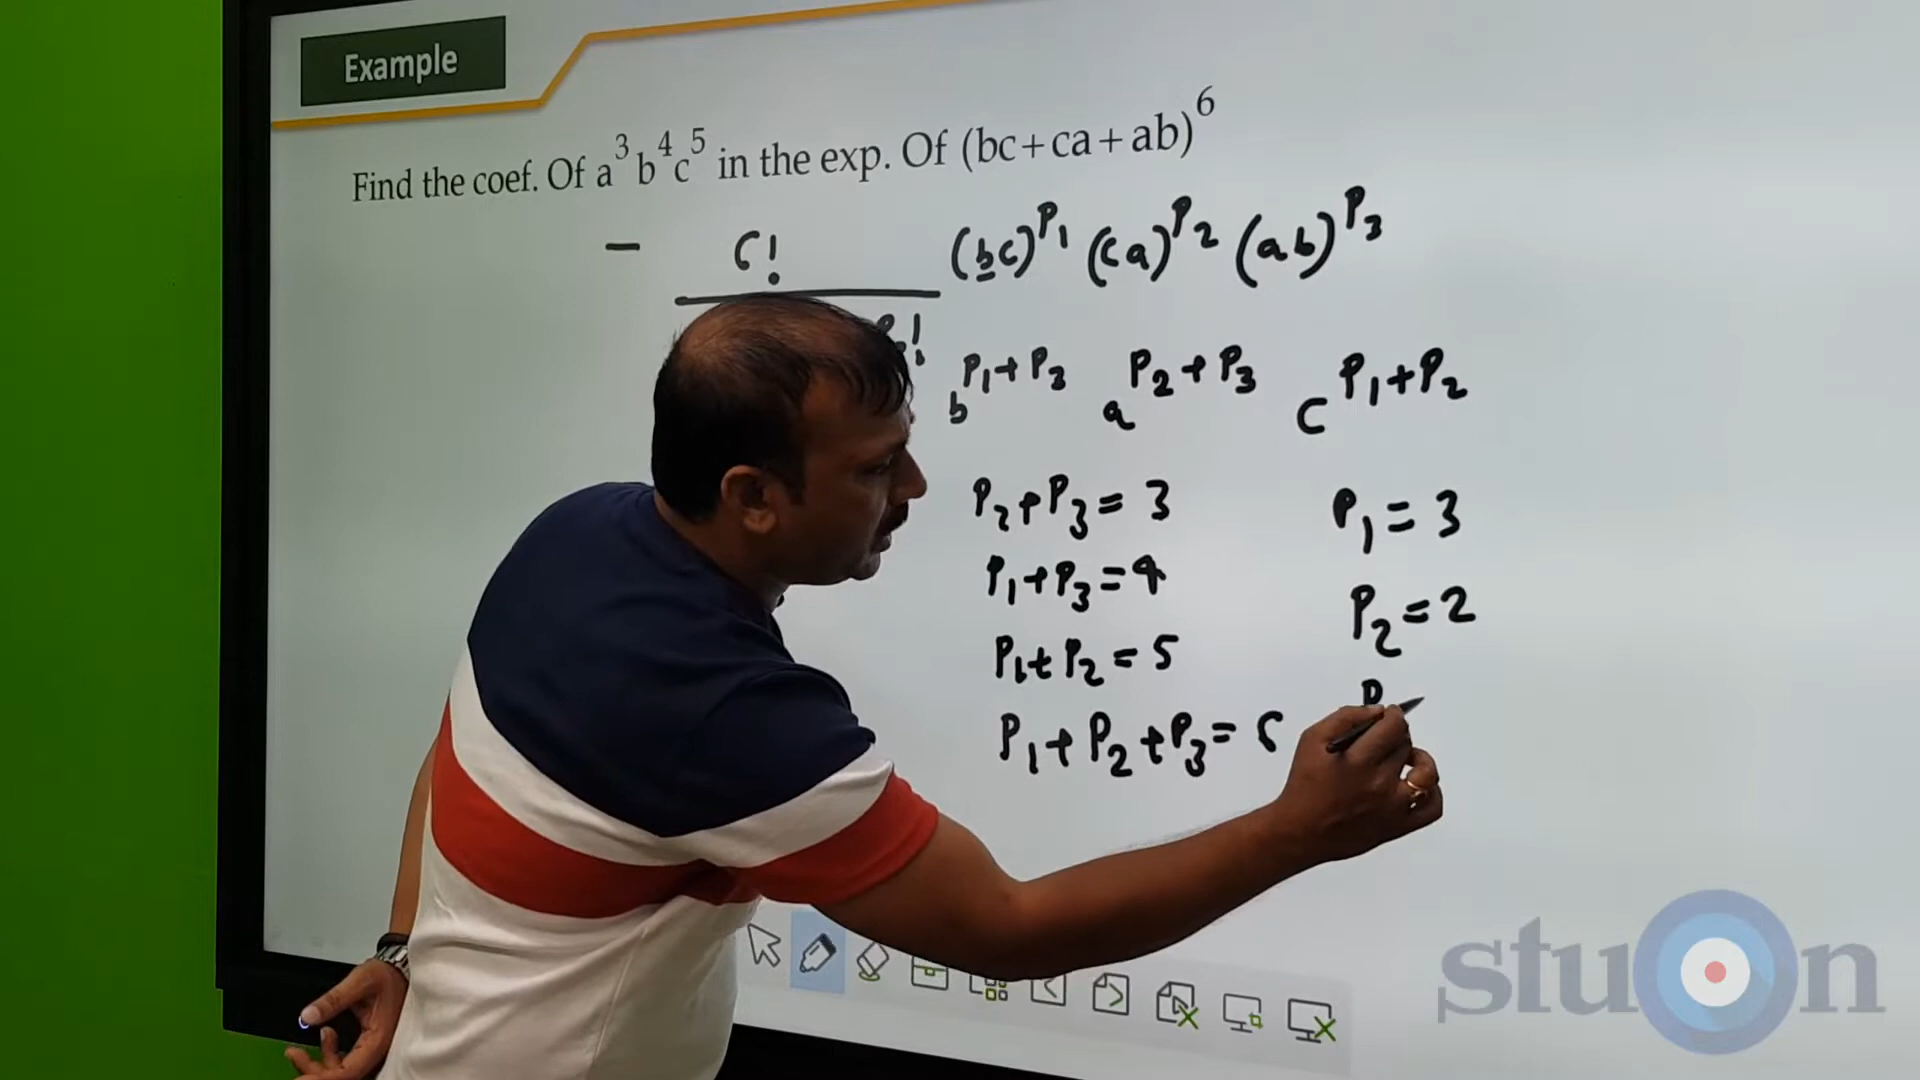 Example
Find the coef. Of a³b⁴c⁵ in the exp. Of (bc+ca+ab)⁶
— 6! (bc)^P₁ (ca)^P₂ (ab)^P₃
b^P₁+P₃ a^P₂+P₃ c^P₁+P₂
P₂+P₃=3 P₁=3
P₁+P₃=4 P₂=2
P₁+P₂=5 P
P₁+P₂+P₃=6
stuon